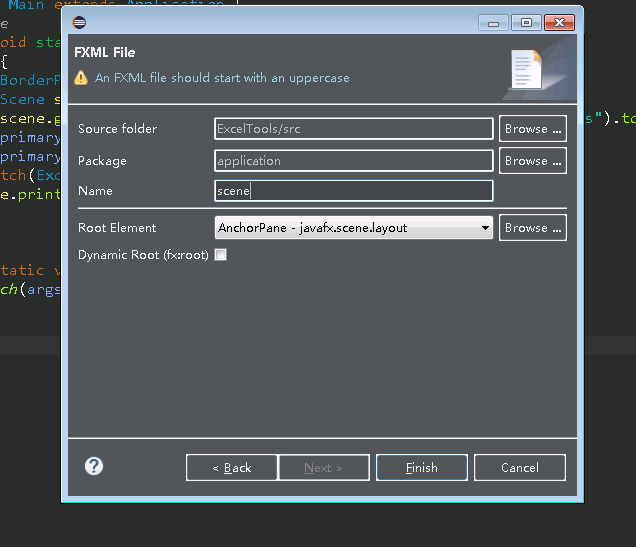 Main extends Application {
e
oid sta
{
BorderP
Scene s
scene.g s").to
primary
primary
tch(Exc
e.print
tatic v
ch(args
FXML File
An FXML file should start with an uppercase
Source folder ExcelTools/src Browse ...
Package application Browse ...
Name scene
Root Element AnchorPane - javafx.scene.layout Browse ...
Dynamic Root (fx:root)
< Back Next > Finish Cancel